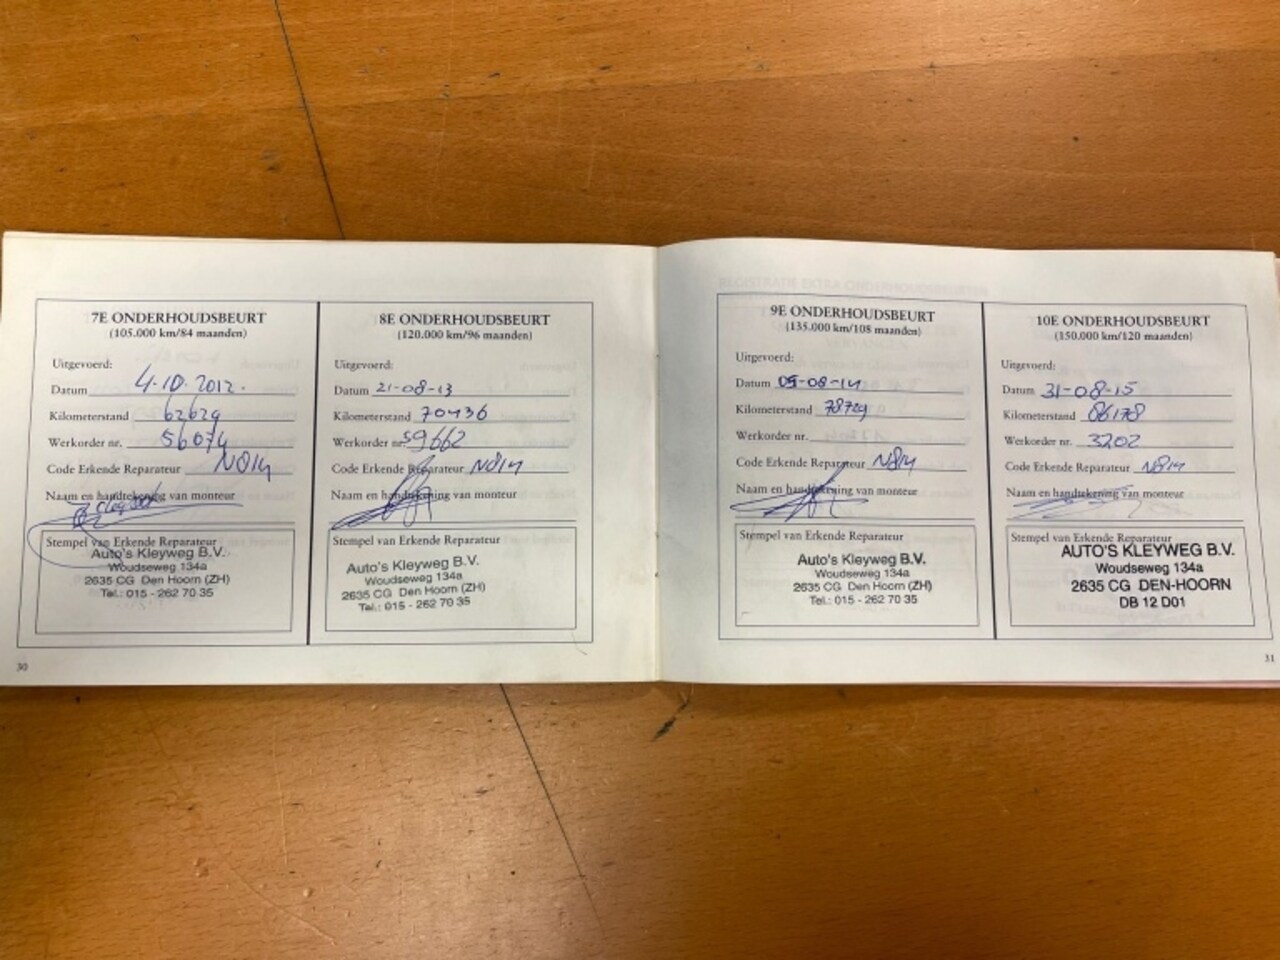 7E ONDERHOUDSBEURT
(105.000 km/84 maanden)
Uitgevoerd:
Datum 4-10-2012.
Kilometerstand 62629
Werkorder nr. 56074
Code Erkende Reparateur N814
Naam en handtekening van monteur
Stempel van Erkende Reparateur
Auto's Kleyweg B.V.
Woudseweg 134a
2635 CG Den Hoorn (ZH)
Tel.: 015 - 262 70 35
30
8E ONDERHOUDSBEURT
(120.000 km/96 maanden)
Uitgevoerd:
Datum 21-08-13
Kilometerstand 70436
Werkorder nr. 59662
Code Erkende Reparateur N814
Naam en handtekening van monteur
Stempel van Erkende Reparateur
Auto's Kleyweg B.V.
Woudseweg 134a
2635 CG Den Hoorn (ZH)
Tel.: 015 - 262 70 35
9E ONDERHOUDSBEURT
(135.000 km/108 maanden)
Uitgevoerd:
Datum 05-08-14
Kilometerstand 78729
Werkorder nr.
Code Erkende Reparateur N814
Naam en handtekening van monteur
Stempel van Erkende Reparateur
Auto's Kleyweg B.V.
Woudseweg 134a
2635 CG Den Hoorn (ZH)
Tel.: 015 - 262 70 35
10E ONDERHOUDSBEURT
(150.000 km/120 maanden)
Uitgevoerd:
Datum 31-08-15
Kilometerstand 86178
Werkorder nr. 3202
Code Erkende Reparateur N814
Naam en handtekening van monteur
Stempel van Erkende Reparateur
AUTO'S KLEYWEG B.V.
Woudseweg 134a
2635 CG DEN-HOORN
DB 12 D01
31